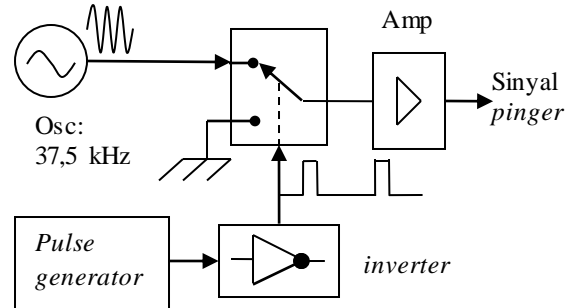 Amp
Sinyal
pinger
Osc:
37,5 kHz
Pulse
generator
inverter